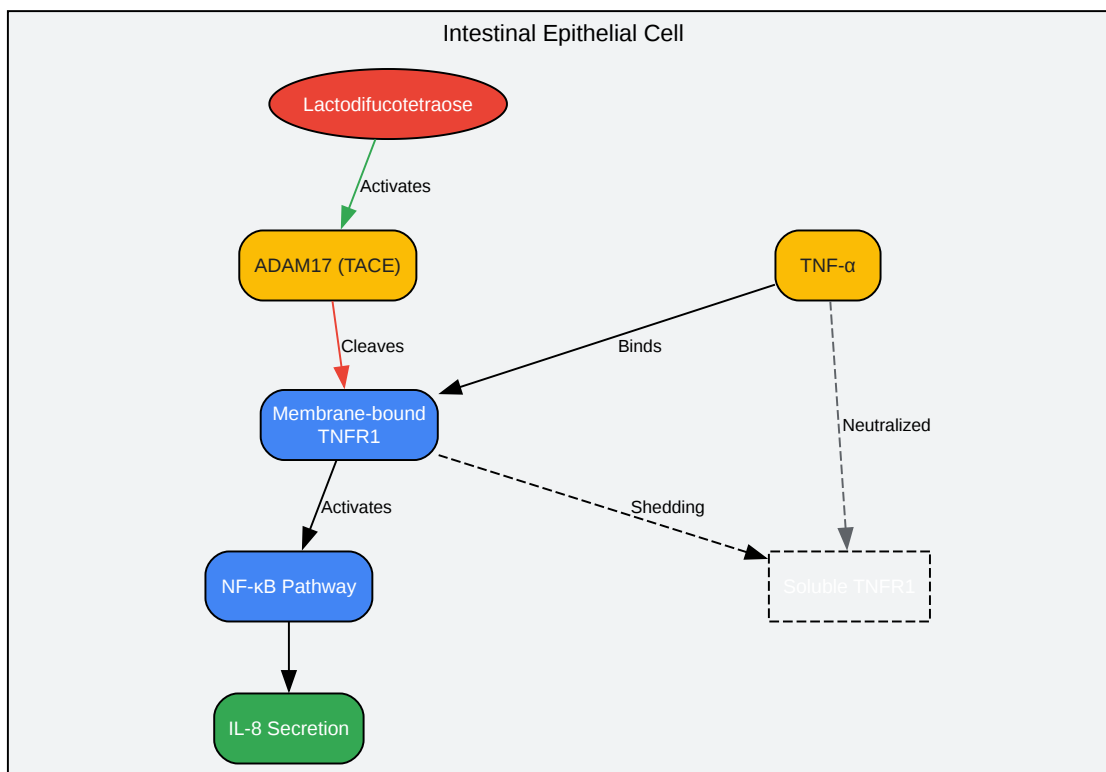 Intestinal Epithelial Cell
Lactodifucotetraose
Activates
ADAM17 (TACE)
TNF-α
Cleaves
Binds
Membrane-bound
TNFR1
Neutralized
Activates
Shedding
NF-κB Pathway
Soluble TNFR1
IL-8 Secretion